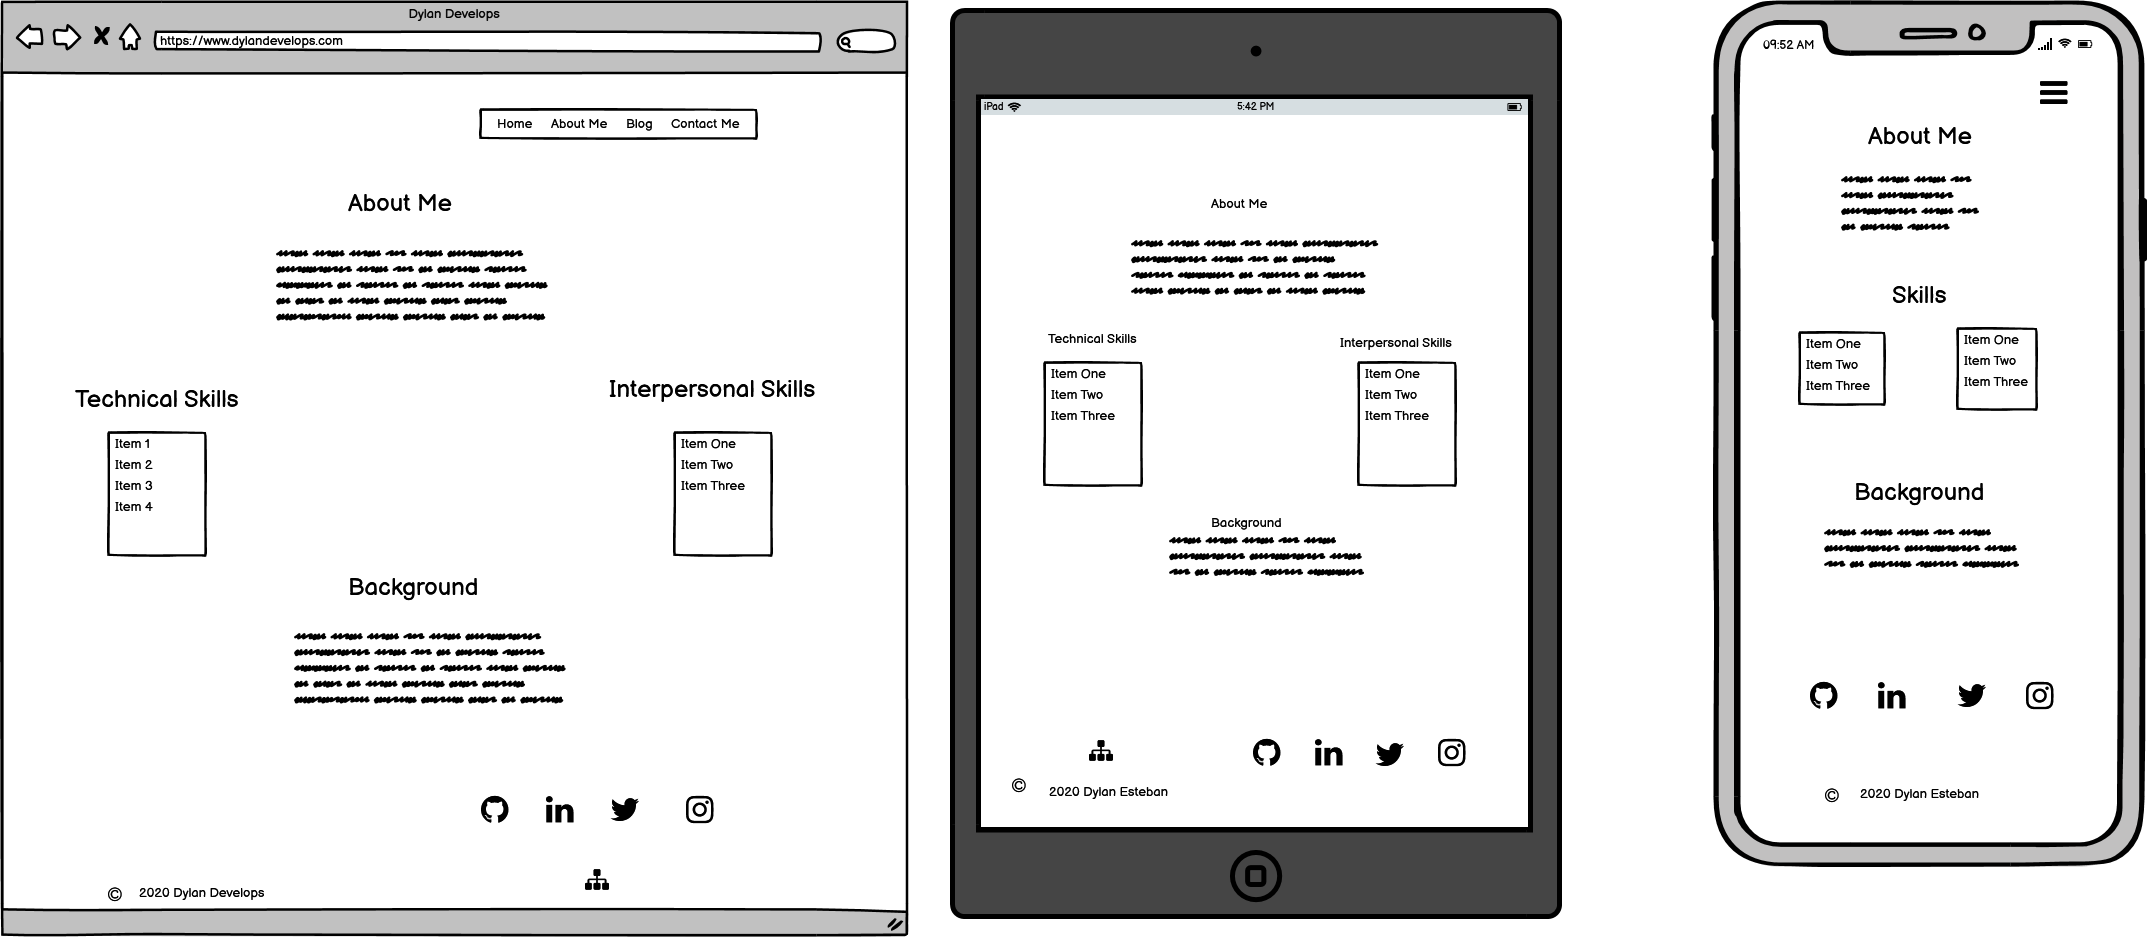 Dylan Develops
https://www.dylandevelops.com
Home About Me Blog Contact Me
About Me
Technical Skills
Item 1
Item 2
Item 3
Item 4
Interpersonal Skills
Item One
Item Two
Item Three
Background
© 2020 Dylan Develops
iPad 5:42 PM
About Me
Technical Skills
Item One
Item Two
Item Three
Interpersonal Skills
Item One
Item Two
Item Three
Background
© 2020 Dylan Esteban
09:52 AM
About Me
Skills
Item One
Item Two
Item Three
Item One
Item Two
Item Three
Background
© 2020 Dylan Esteban